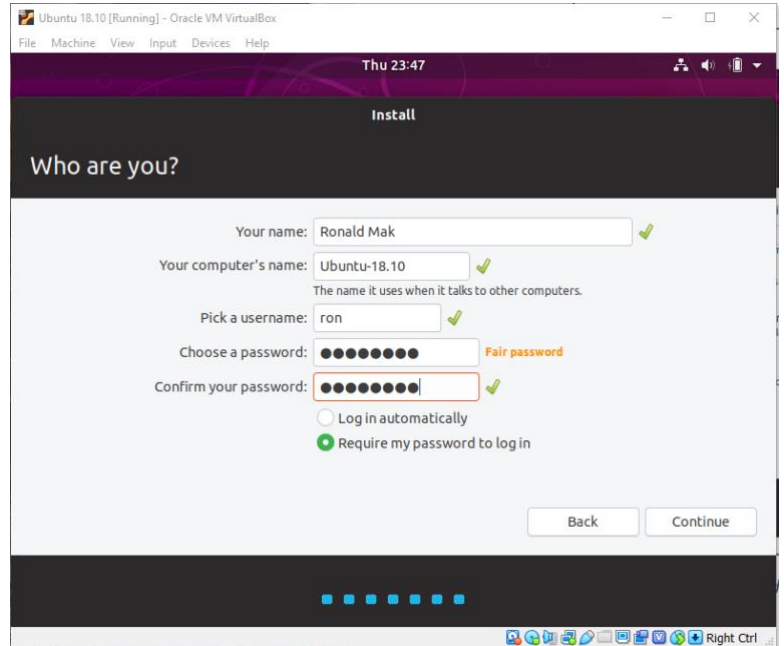 Ubuntu 18.10 [Running] - Oracle VM VirtualBox
File Machine View Input Devices Help
Thu 23:47
Install
Who are you?
Your name: Ronald Mak
Your computer's name: Ubuntu-18.10
The name it uses when it talks to other computers.
Pick a username: ron
Choose a password: ●●●●●●●● Fair password
Confirm your password: ●●●●●●●●
Log in automatically
Require my password to log in
Back Continue
Right Ctrl